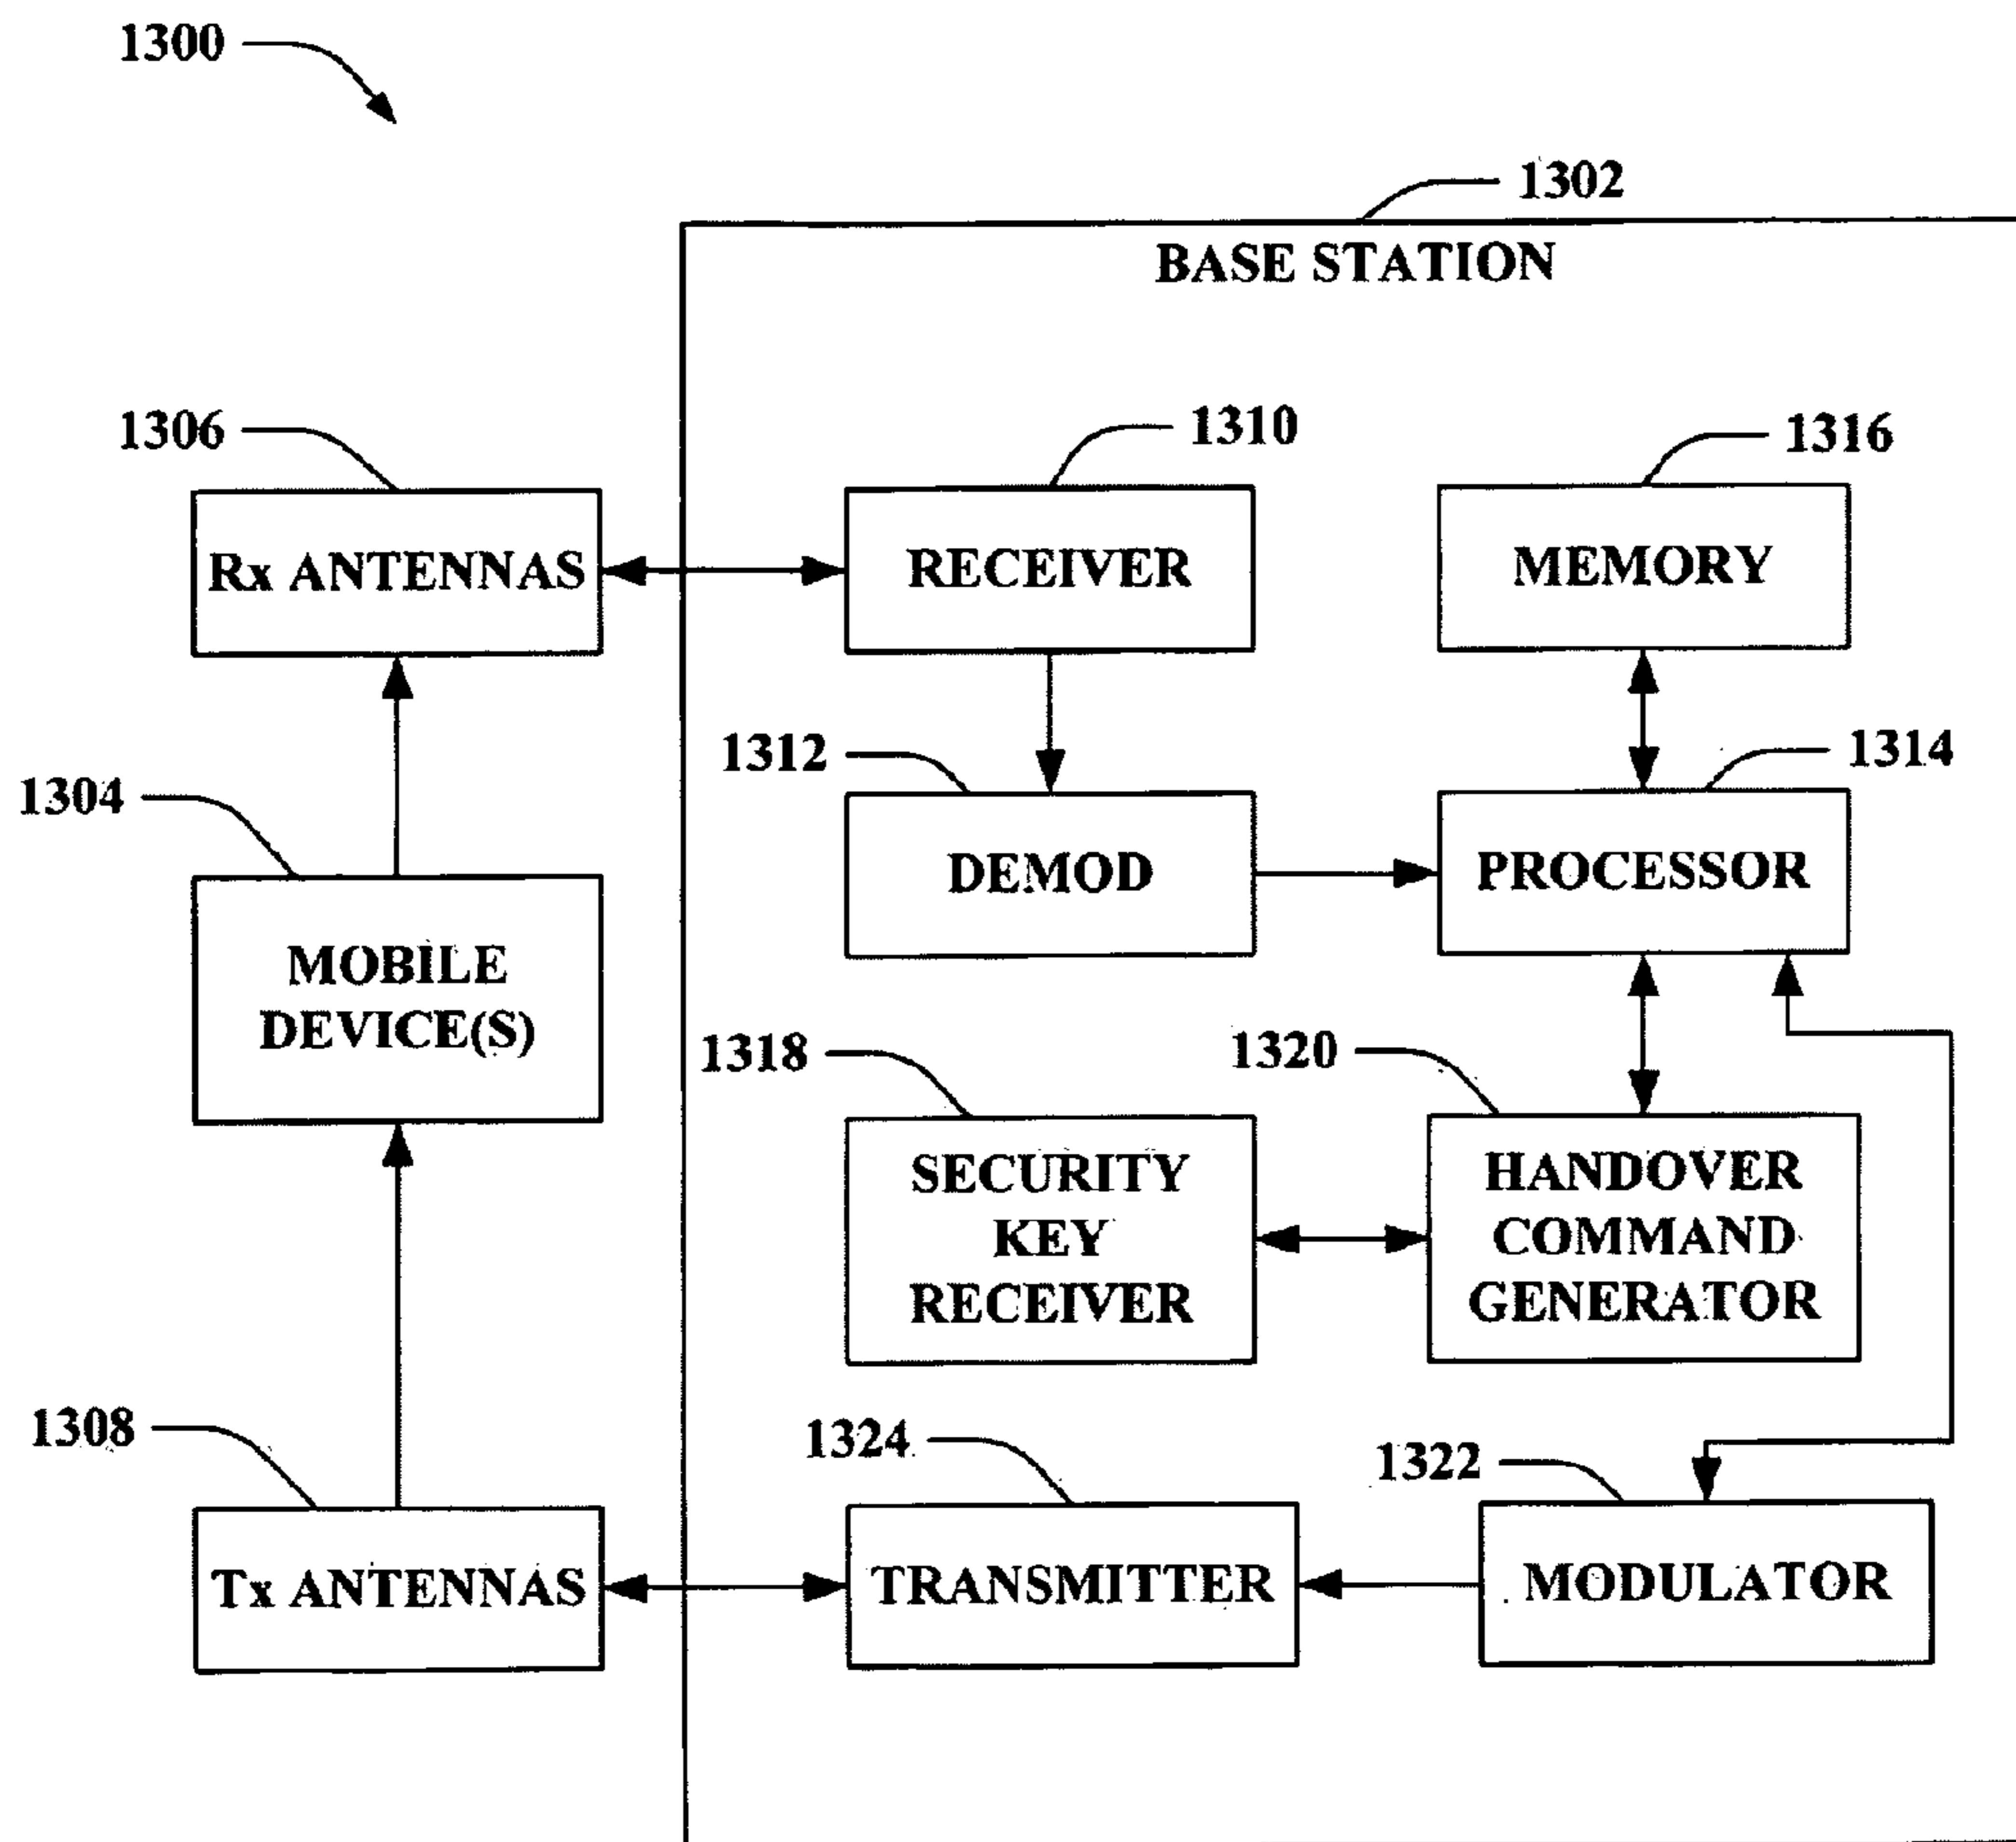 1300
1302
BASE STATION
1306
1310
1316
Rx ANTENNAS
RECEIVER
MEMORY
1304
1312
1314
MOBILE
DEVICE(S)
DEMOD
PROCESSOR
1318
1320
SECURITY
KEY
RECEIVER
HANDOVER
COMMAND
GENERATOR
1308
1324
1322
Tx ANTENNAS
TRANSMITTER
MODULATOR